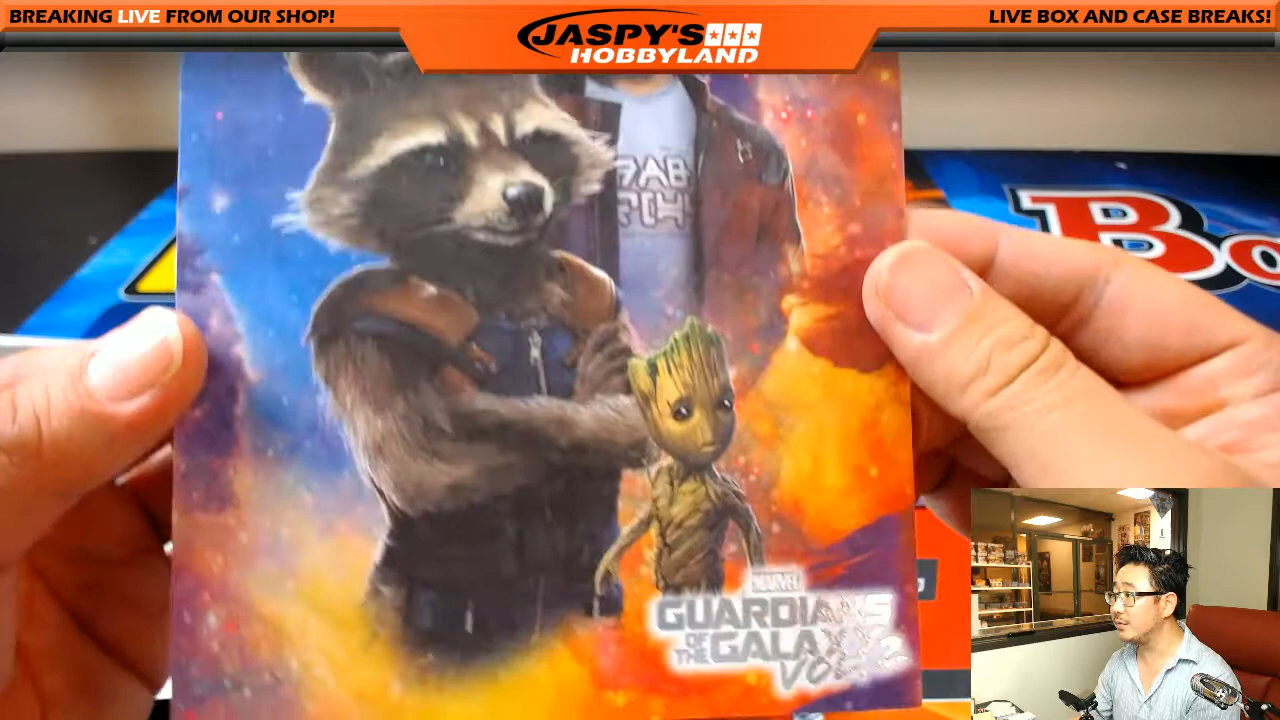 BREAKING LIVE FROM OUR SHOP!
JASPY'S
HOBBYLAND
LIVE BOX AND CASE BREAKS!
MARVEL
GUARDIANS
OF THE GALAXY
VOL. 2